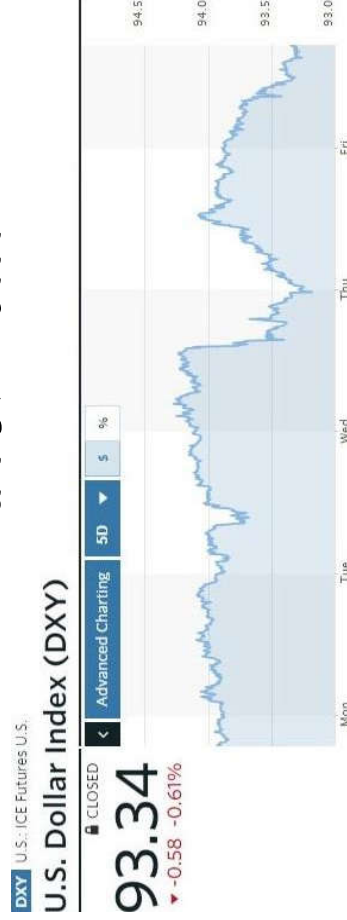 DXY U.S.: ICE Futures U.S.
U.S. Dollar Index (DXY)
CLOSED
93.34
-0.58 -0.61%
Advanced Charting
5D
$
%
94.5
94.0
93.5
93.0
Mon
Tue
Wed
Thu
Fri